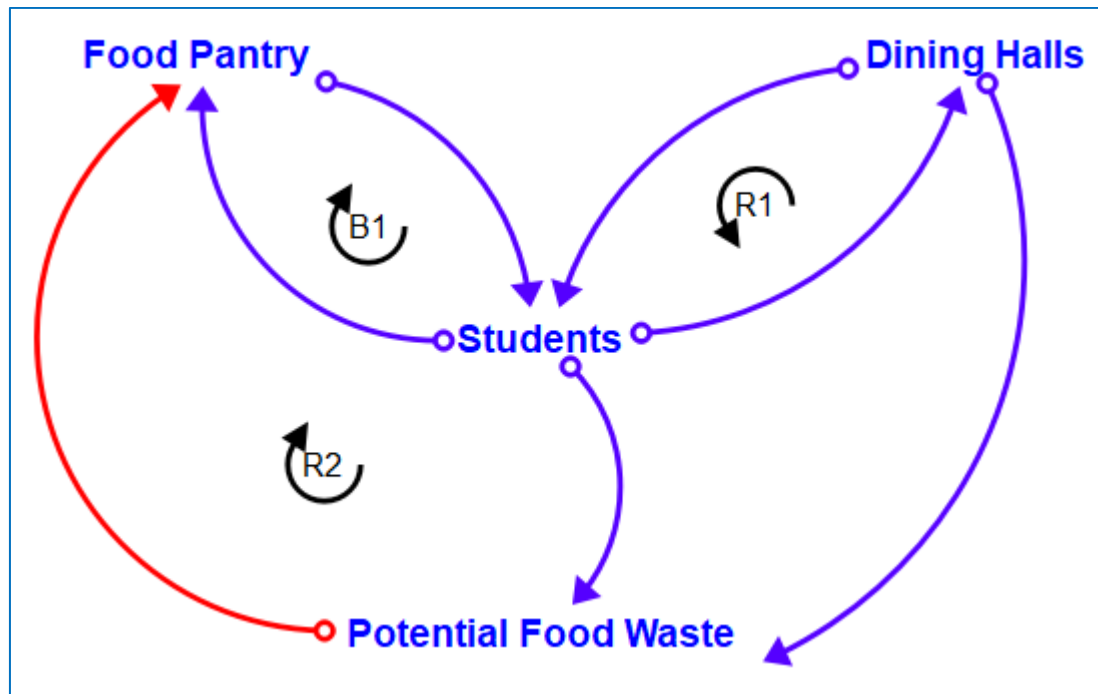 Food Pantry
Dining Halls
B1
R1
Students
R2
Potential Food Waste